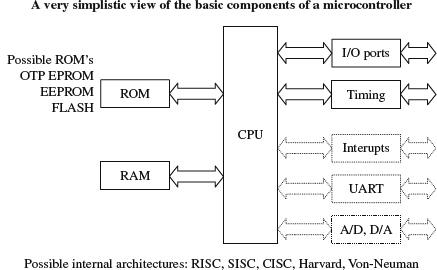 A very simplistic view of the basic components of a microcontroller
Possible ROM's
OTP EPROM
EEPROM
FLASH
ROM
RAM
CPU
I/O ports
Timing
Interupts
UART
A/D, D/A
Possible internal architectures: RISC, SISC, CISC, Harvard, Von-Neuman